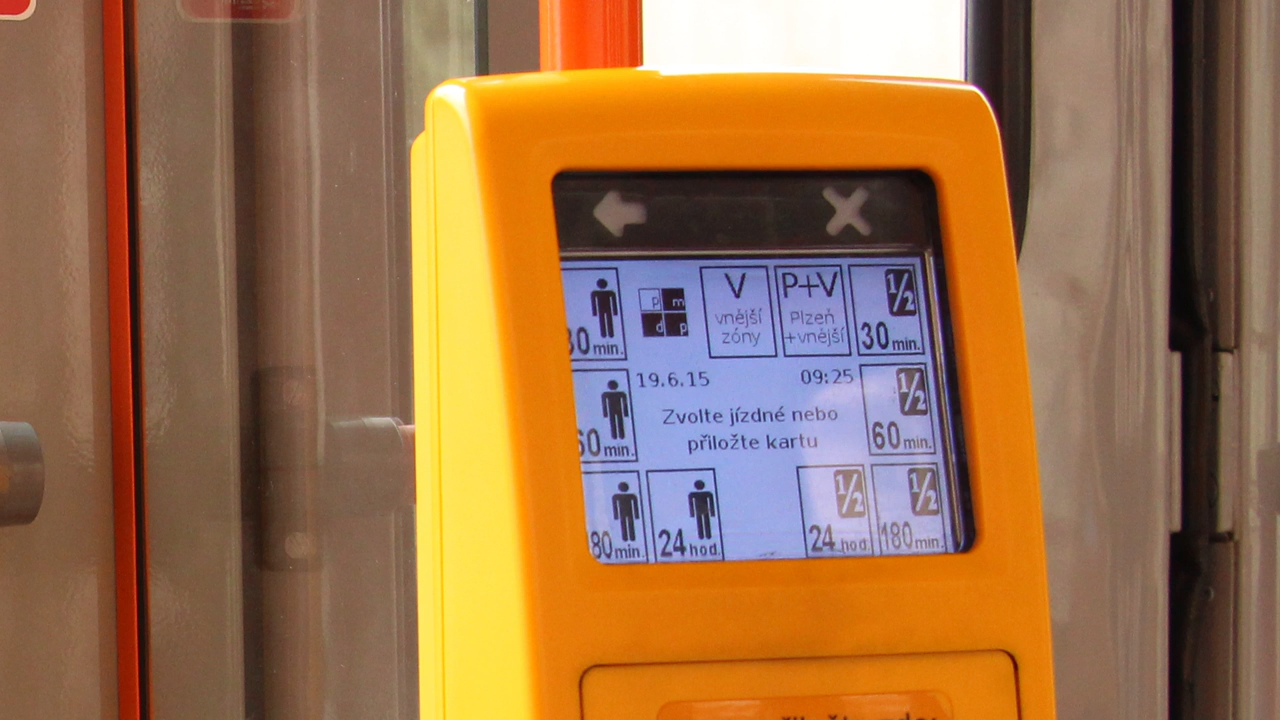 V
vnější
zóny
P+V
Plzeň
+vnější
1/2
30 min.
30 min.
p m
d p
19.6.15 09:25
Zvolte jízdné nebo
přiložte kartu
60 min.
1/2
60 min.
180 min.
24 hod.
1/2
24 hod.
1/2
180 min.